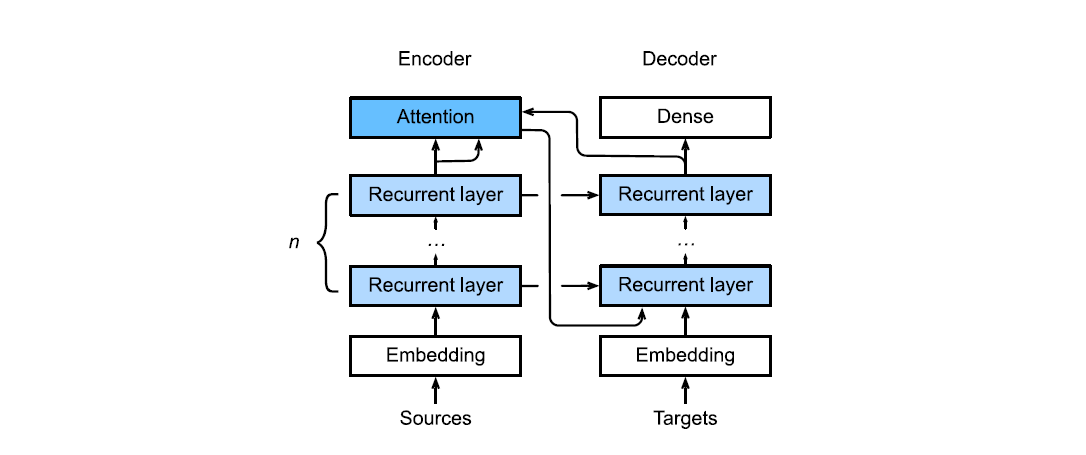 Encoder
Decoder
Attention
Dense
Recurrent layer
Recurrent layer
...
...
n
Recurrent layer
Recurrent layer
Embedding
Embedding
Sources
Targets